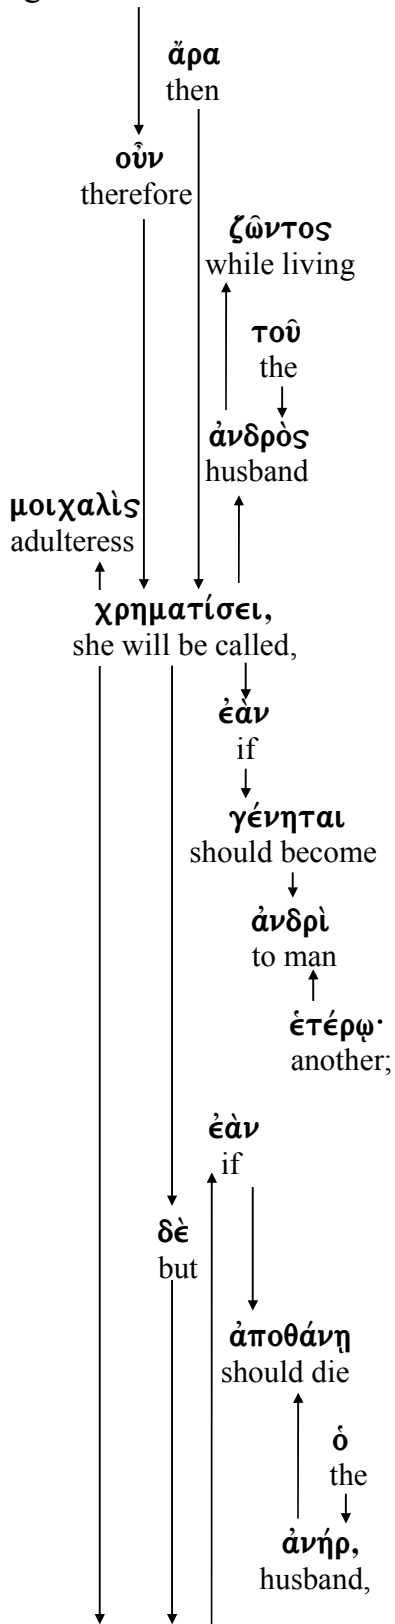 ἄρα
then
οὖν
therefore
ζῶντος
while living
τοῦ
the
ἀνδρὸς
husband
μοιχαλὶς
adulteress
χρηματίσει,
she will be called,
ἐὰν
if
γένηται
should become
ἀνδρὶ
to man
ἑτέρῳ·
another;
ἐὰν
if
δὲ
but
ἀποθάνῃ
should die
ὁ
the
ἀνήρ,
husband,